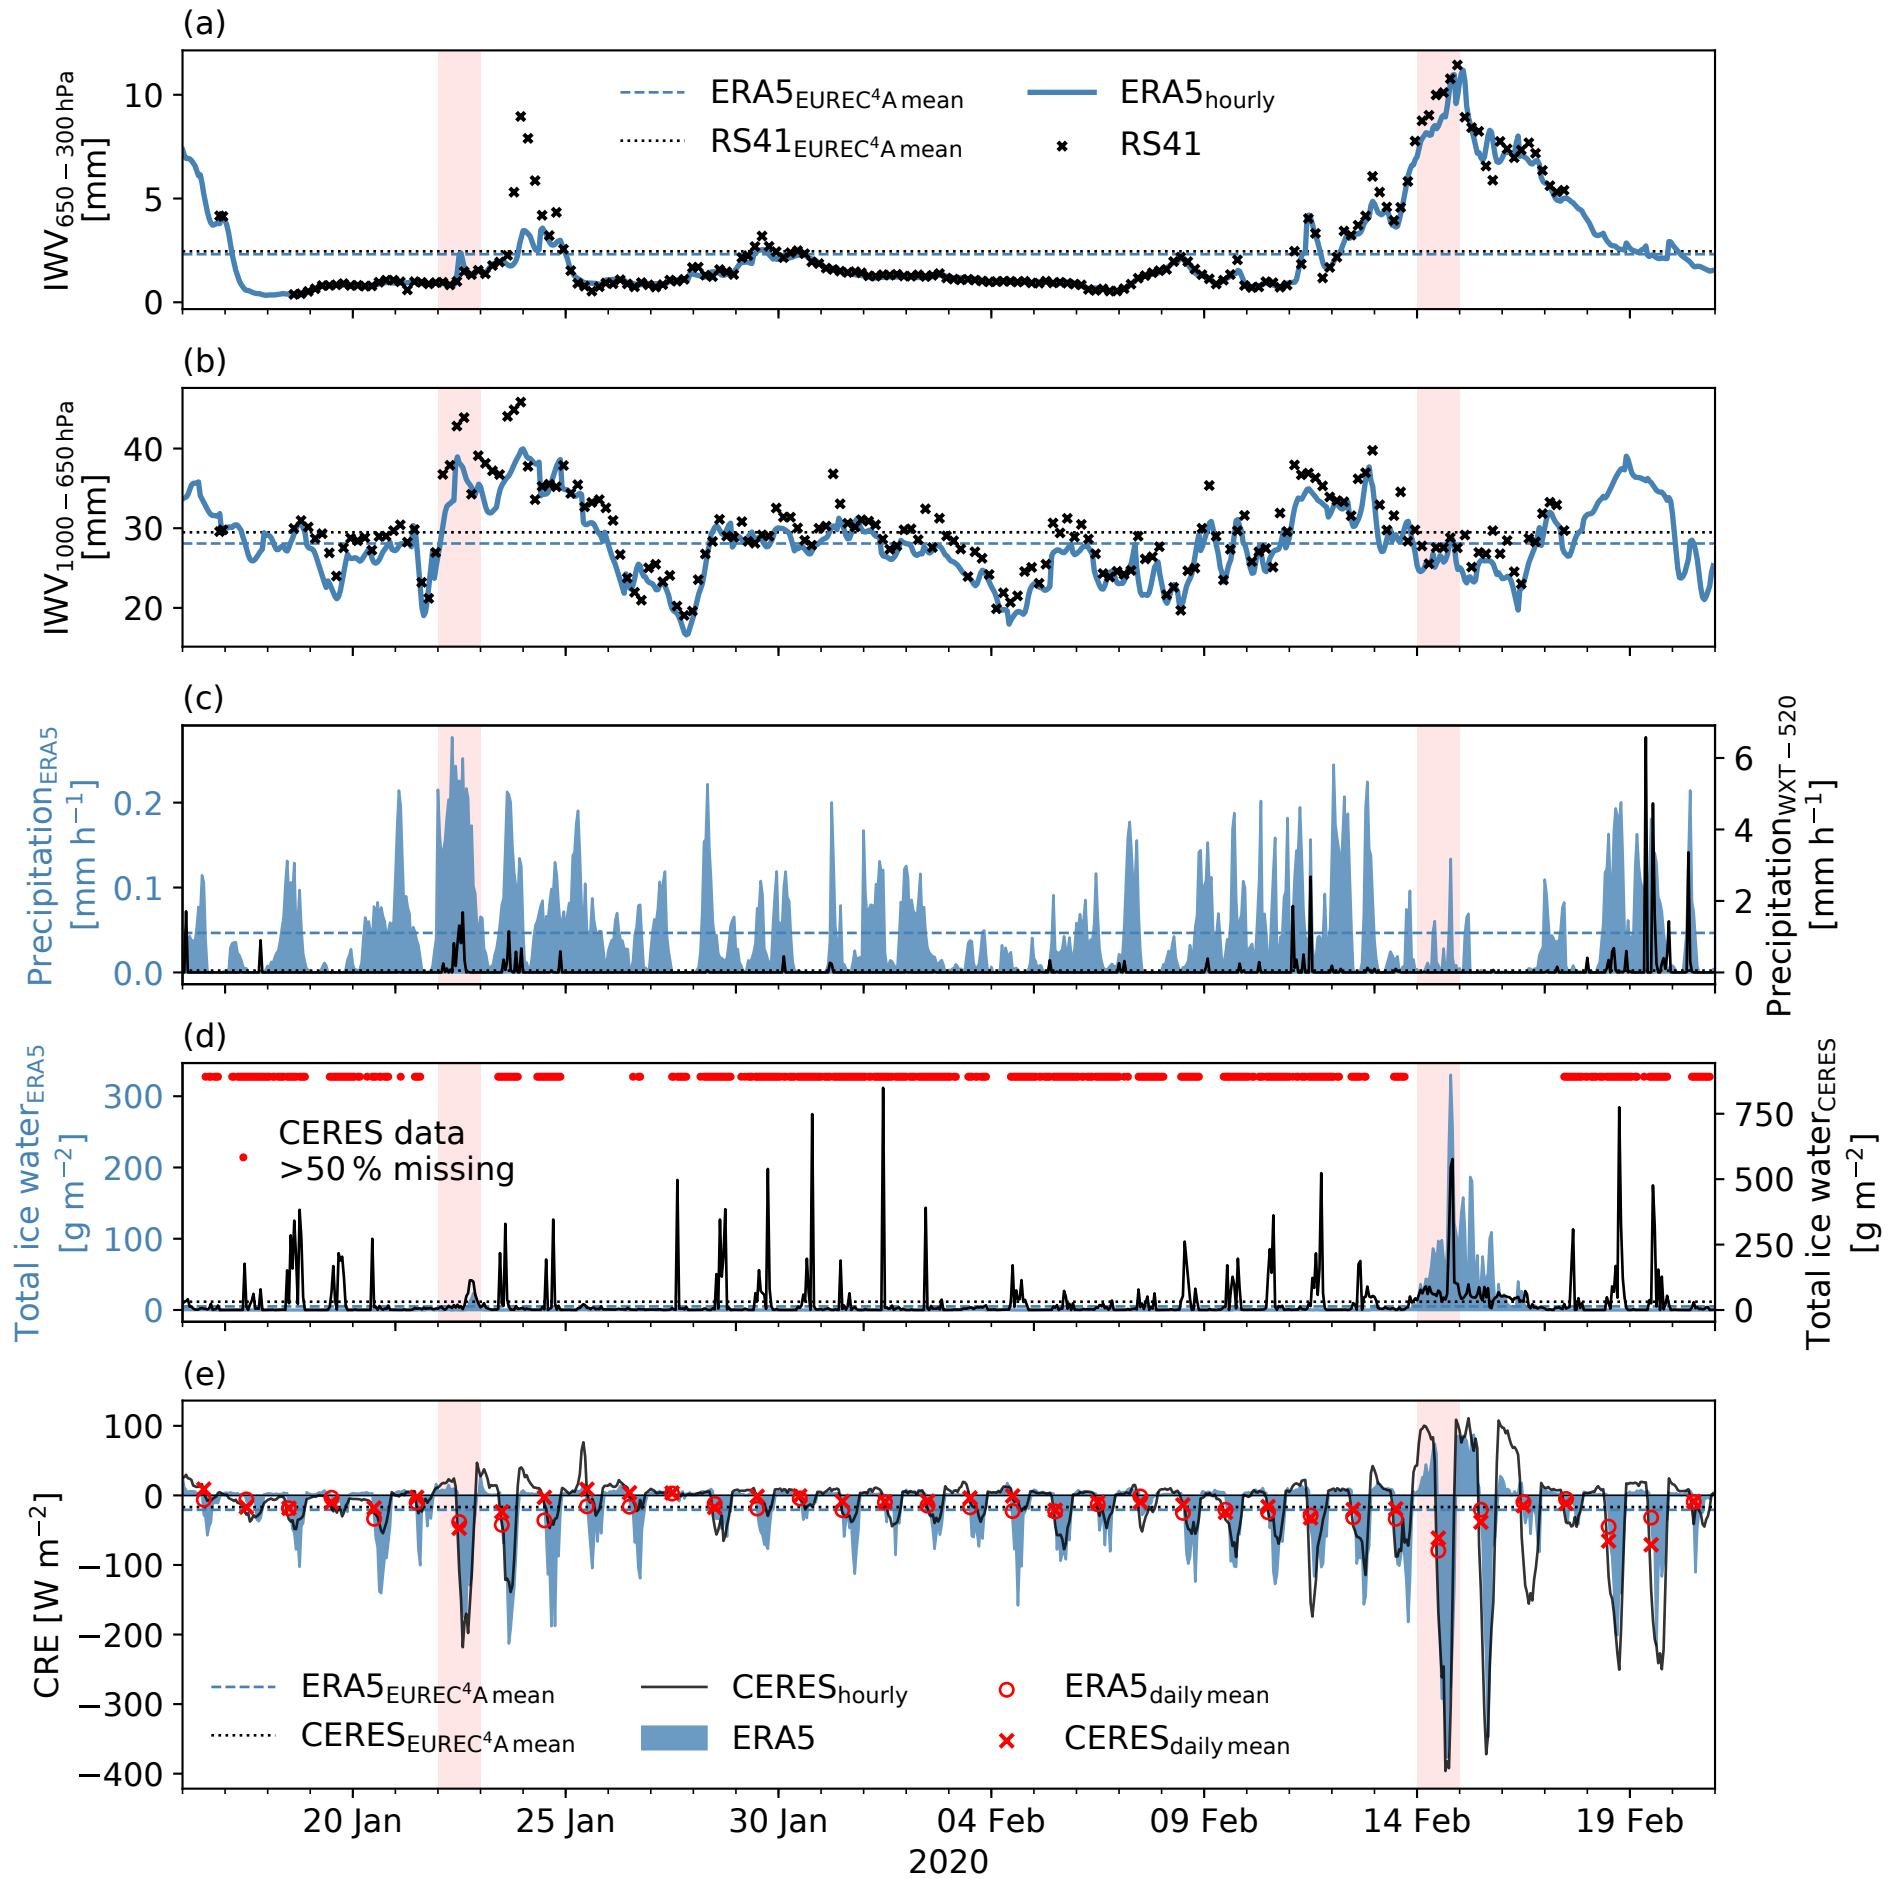 (a)
IWV650−300 hPa
[mm]
10
5
0
ERA5EUREC⁴A mean
RS41EUREC⁴A mean
ERA5hourly
RS41
(b)
IWV1000−650 hPa
[mm]
40
30
20
(c)
PrecipitationERA5
[mm h⁻¹]
0.2
0.1
0.0
6
4
2
0
PrecipitationWXT−520
[mm h⁻¹]
(d)
Total ice waterERA5
[g m⁻²]
300
200
100
0
CERES data
>50 % missing
750
500
250
0
Total ice waterCERES
[g m⁻²]
(e)
CRE [W m⁻²]
100
0
−100
−200
−300
−400
ERA5EUREC⁴A mean
CERESEUREC⁴A mean
CEREShourly
ERA5
ERA5daily mean
CERESdaily mean
20 Jan 25 Jan 30 Jan 04 Feb 09 Feb 14 Feb 19 Feb
2020